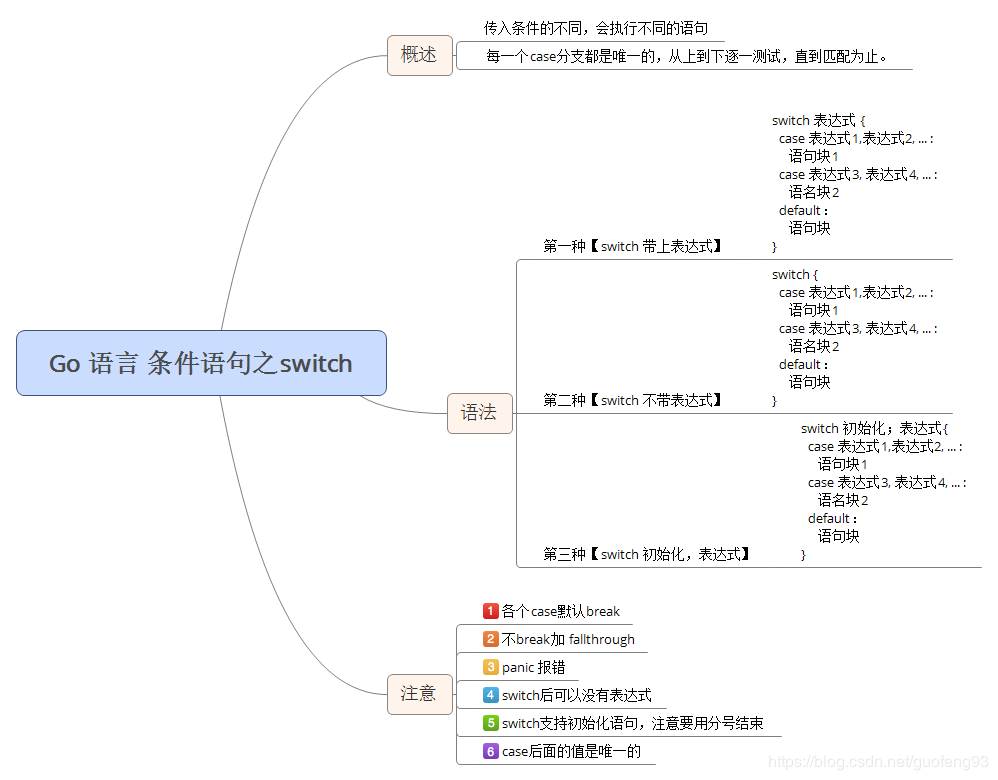 传入条件的不同，会执行不同的语句
概述
每一个case分支都是唯一的，从上到下逐一测试，直到匹配为止。
switch 表达式 {
case 表达式1,表达式2, ... :
语句块1
case 表达式3, 表达式4, ... :
语名块2
default :
语句块
第一种【switch 带上表达式】
}
switch {
case 表达式1,表达式2, ... :
语句块1
case 表达式3, 表达式4, ... :
语名块2
default :
语句块
第二种【switch 不带表达式】
}
Go 语言 条件语句之switch
语法
switch 初始化；表达式{
case 表达式1,表达式2, ... :
语句块1
case 表达式3, 表达式4, ... :
语名块2
default :
语句块
第三种【switch 初始化，表达式】
}
1 各个case默认break
2 不break加 fallthrough
3 panic 报错
注意
4 switch后可以没有表达式
5 switch支持初始化语句，注意要用分号结束
6 case后面的值是唯一的
https://blog.csdn.net/guofeng93